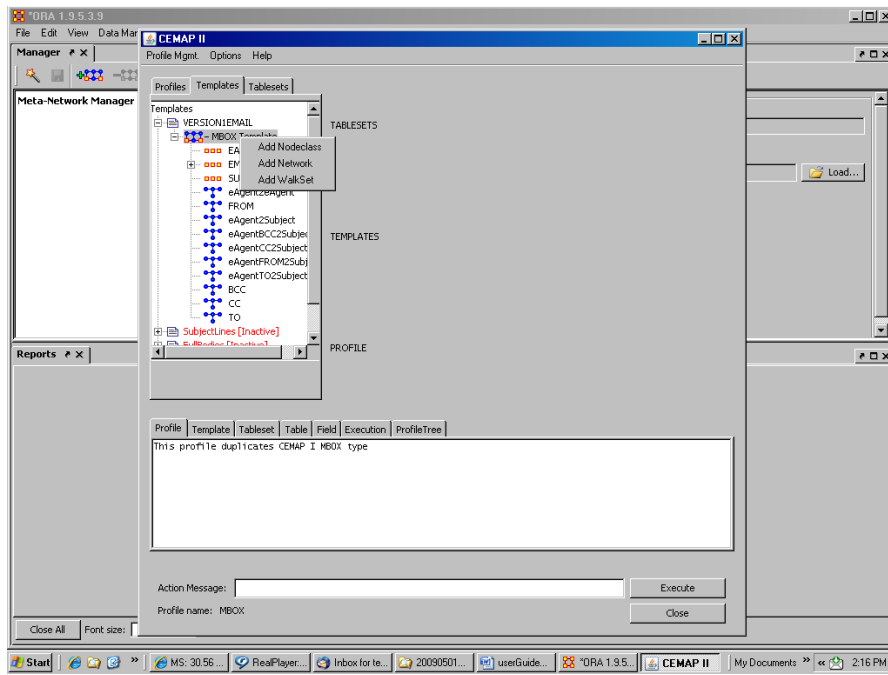 *ORA 1.9.5.3.9
File Edit View Data Mar
Manager
Meta-Network Manager
CEMAP II
Profile Mgmt. Options Help
Profiles Templates Tablesets
Templates
VERSION1EMAIL
- MBOX Template
EA
EM
SU
Add Nodeclass
Add Network
Add WalkSet
eAgent2eAgent
FROM
eAgent2Subject
eAgentBCC2Subjec
eAgentCC2Subject
eAgentFROM2Subj
eAgentTO2Subject
BCC
CC
TO
SubjectLines [Inactive]
FullBodies [Inactive]
TABLESETS
TEMPLATES
PROFILE
Load...
Reports
Profile Template Tableset Table Field Execution ProfileTree
This profile duplicates CEMAP I MBOX type
Action Message:
Execute
Profile name: MBOX
Close
Close All Font size:
Start » MS: 30.56 ... RealPlayer:... Inbox for te... 20090501... userGuide... *ORA 1.9.5... CEMAP II My Documents » « 2:16 PM